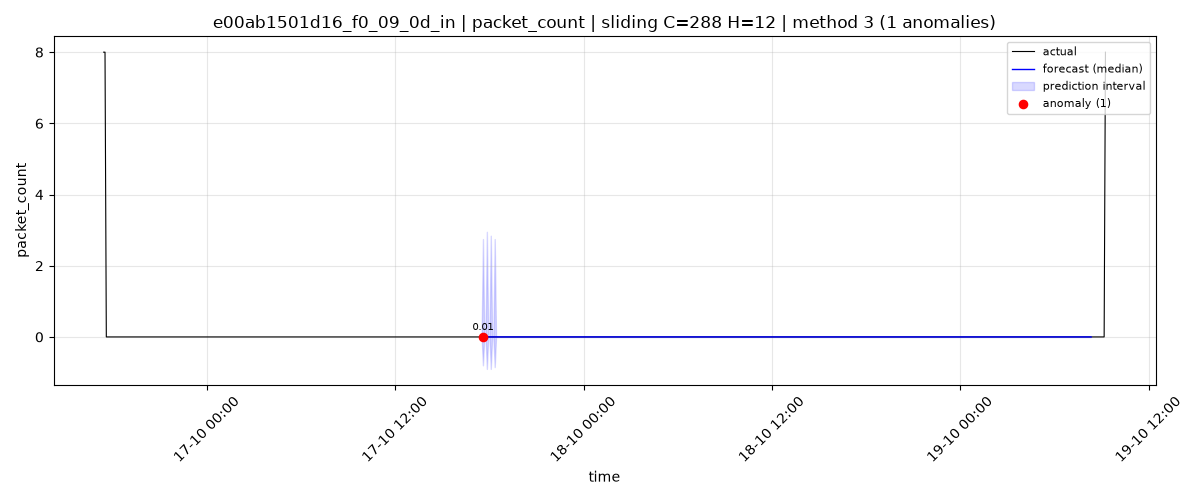 e00ab1501d16_f0_09_0d_in | packet_count | sliding C=288 H=12 | method 3 (1 anomalies)
actual
forecast (median)
prediction interval
anomaly (1)
8
6
4
2
0
packet_count
0.01
17-10 00:00
17-10 12:00
18-10 00:00
18-10 12:00
19-10 00:00
19-10 12:00
time